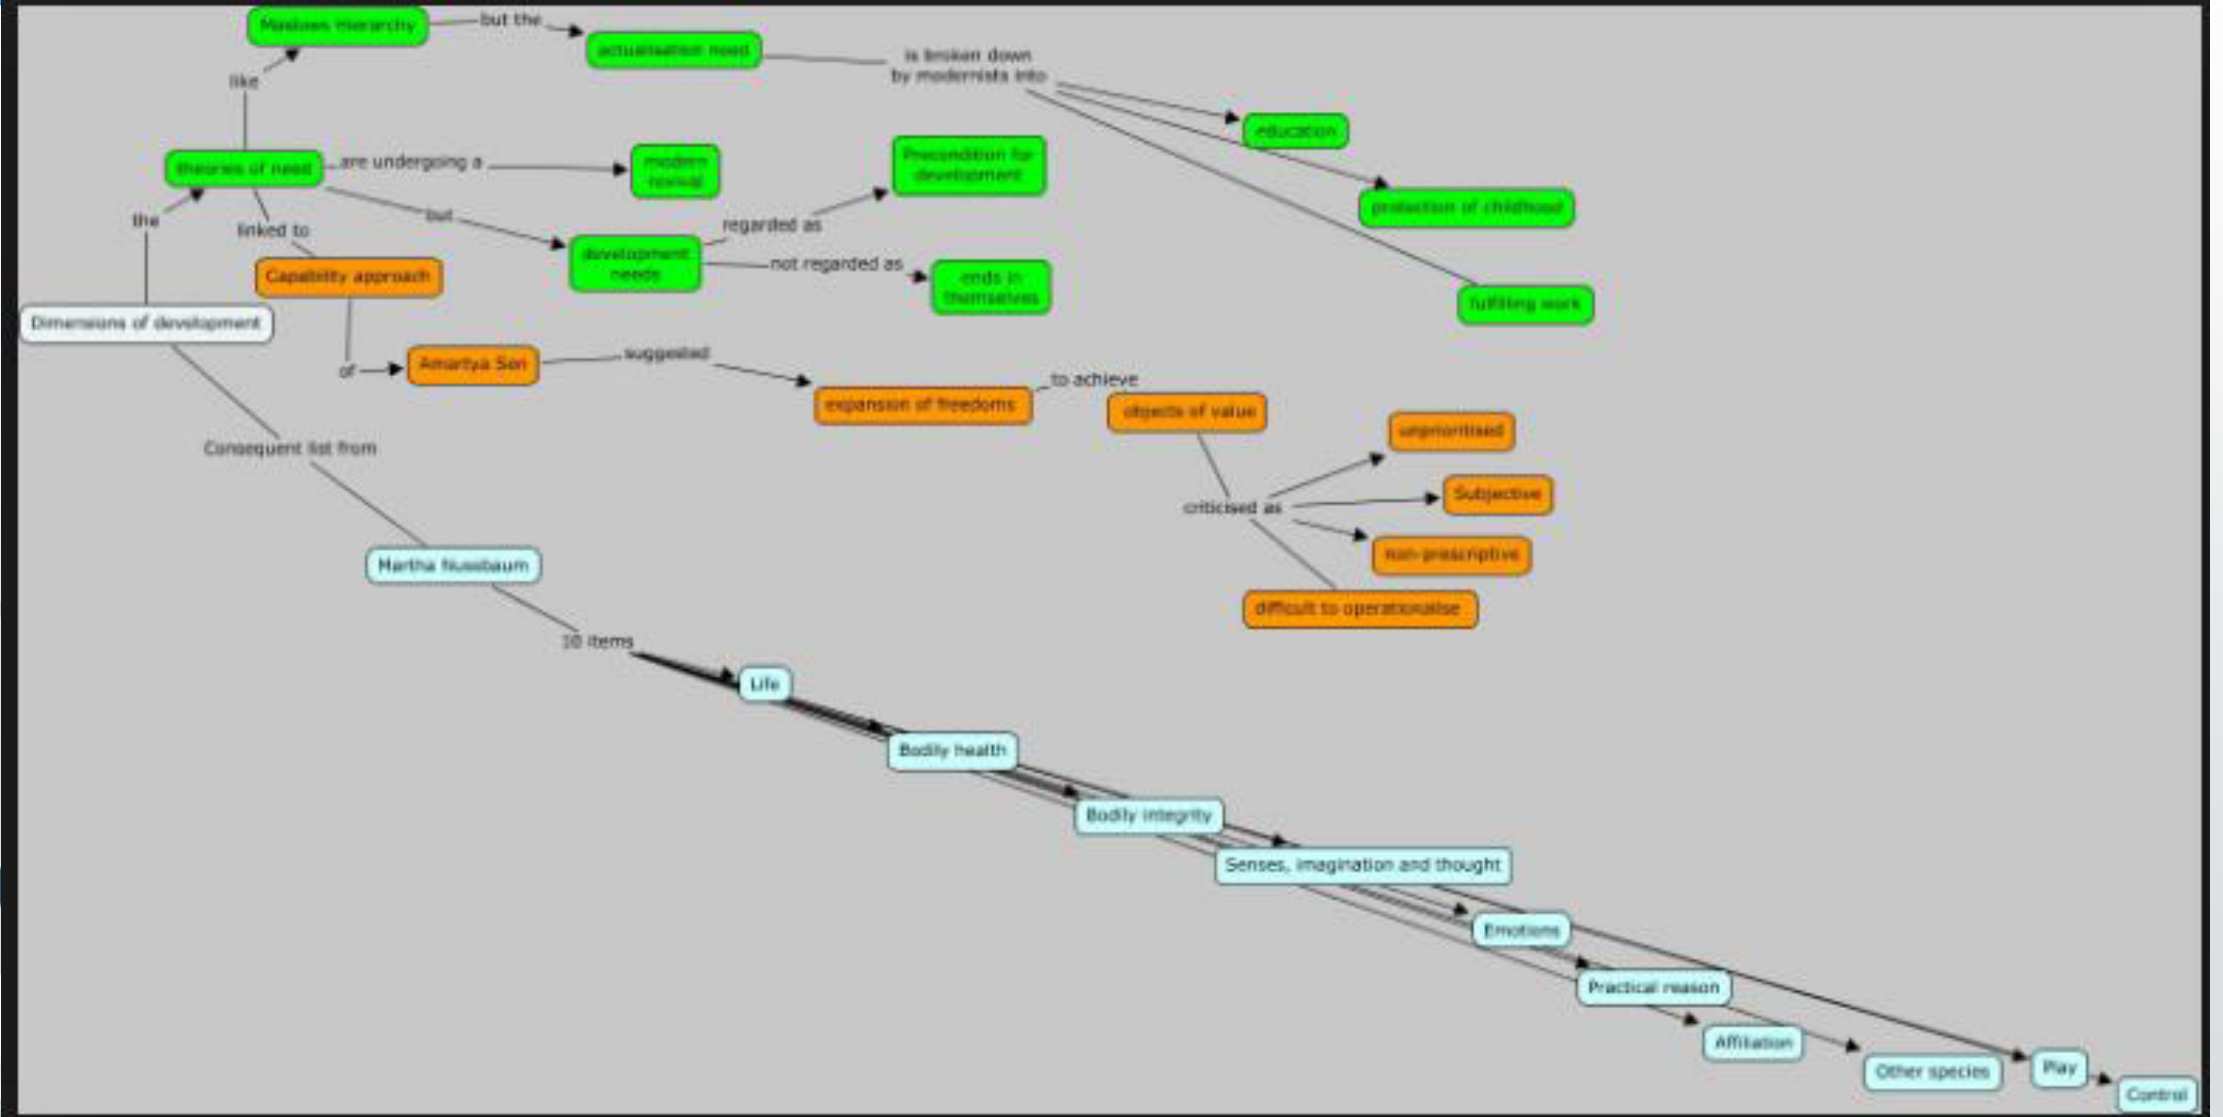 Maslows Hierarchy
but the
actualisation need
is broken down
by modernists into
like
education
protection of childhood
fulfilling work
theories of need
are undergoing a
modern
revival
Precondition for
development
the
but
regarded as
linked to
development
needs
not regarded as
ends in
themselves
Capability approach
Dimensions of development
of
Amartya Sen
suggested
expansion of freedoms
to achieve
objects of value
unprioritised
Subjective
criticised as
non-prescriptive
difficult to operationalise
Consequent list from
Martha Nussbaum
10 items
Life
Bodily health
Bodily integrity
Senses, imagination and thought
Emotions
Practical reason
Affiliation
Other species
Play
Control